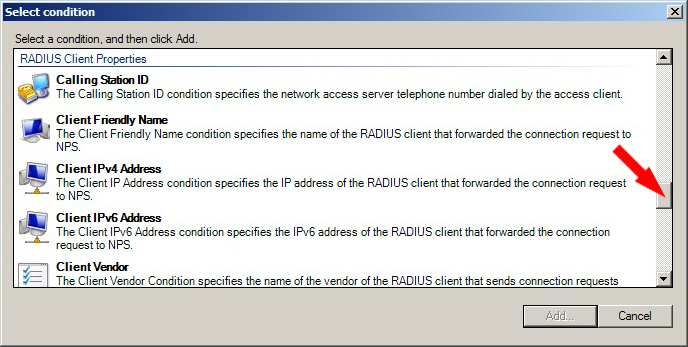 Select condition
Select a condition, and then click Add.
RADIUS Client Properties
Calling Station ID
The Calling Station ID condition specifies the network access server telephone number dialed by the access client.
Client Friendly Name
The Client Friendly Name condition specifies the name of the RADIUS client that forwarded the connection request to
NPS.
Client IPv4 Address
The Client IP Address condition specifies the IP address of the RADIUS client that forwarded the connection request
to NPS.
Client IPv6 Address
The Client IPv6 Address condition specifies the IPv6 address of the RADIUS client that forwarded the connection
request to NPS.
Client Vendor
The Client Vendor Condition specifies the name of the vendor of the RADIUS client that sends connection requests
Add...
Cancel